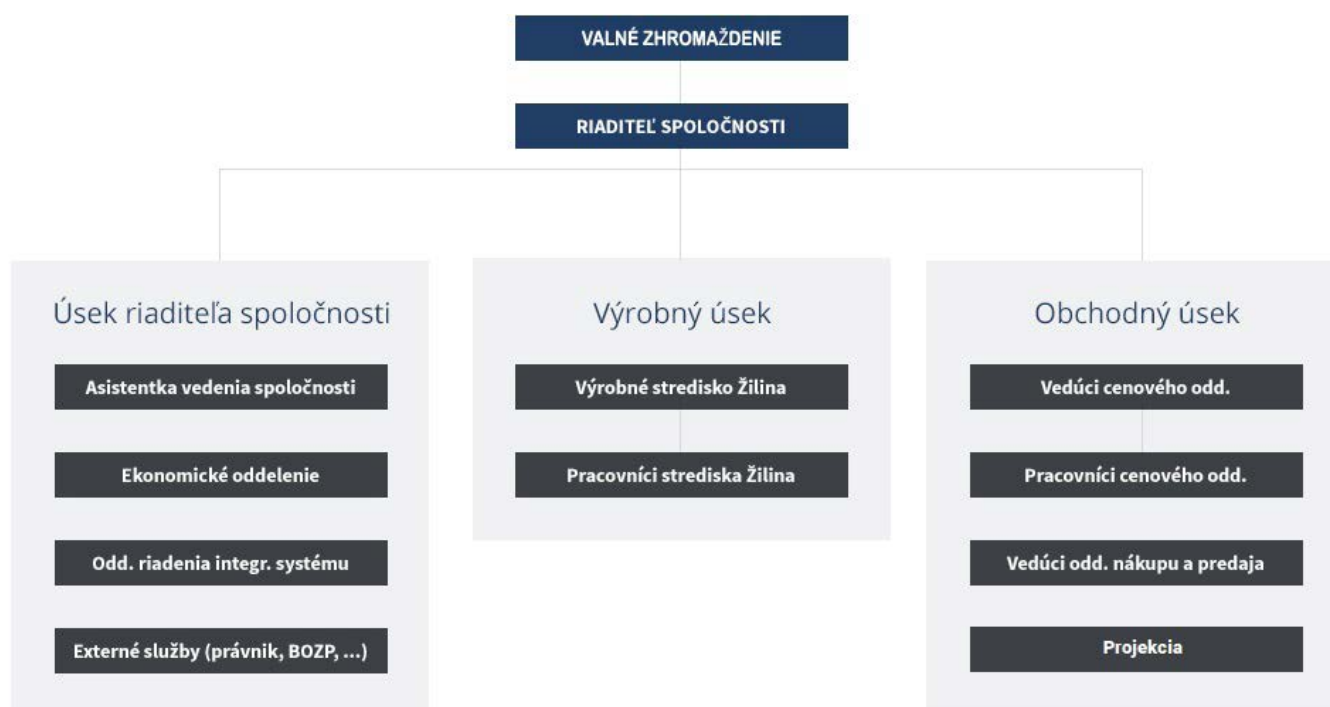 VALNÉ ZHROMAŽDENIE
RIADITEĽ SPOLOČNOSTI
Úsek riaditeľa spoločnosti
Asistentka vedenia spoločnosti
Ekonomické oddelenie
Odd. riadenia integr. systému
Externé služby (právnik, BOZP, ...)
Výrobný úsek
Výrobné stredisko Žilina
Pracovníci strediska Žilina
Obchodný úsek
Vedúci cenového odd.
Pracovníci cenového odd.
Vedúci odd. nákupu a predaja
Projekcia